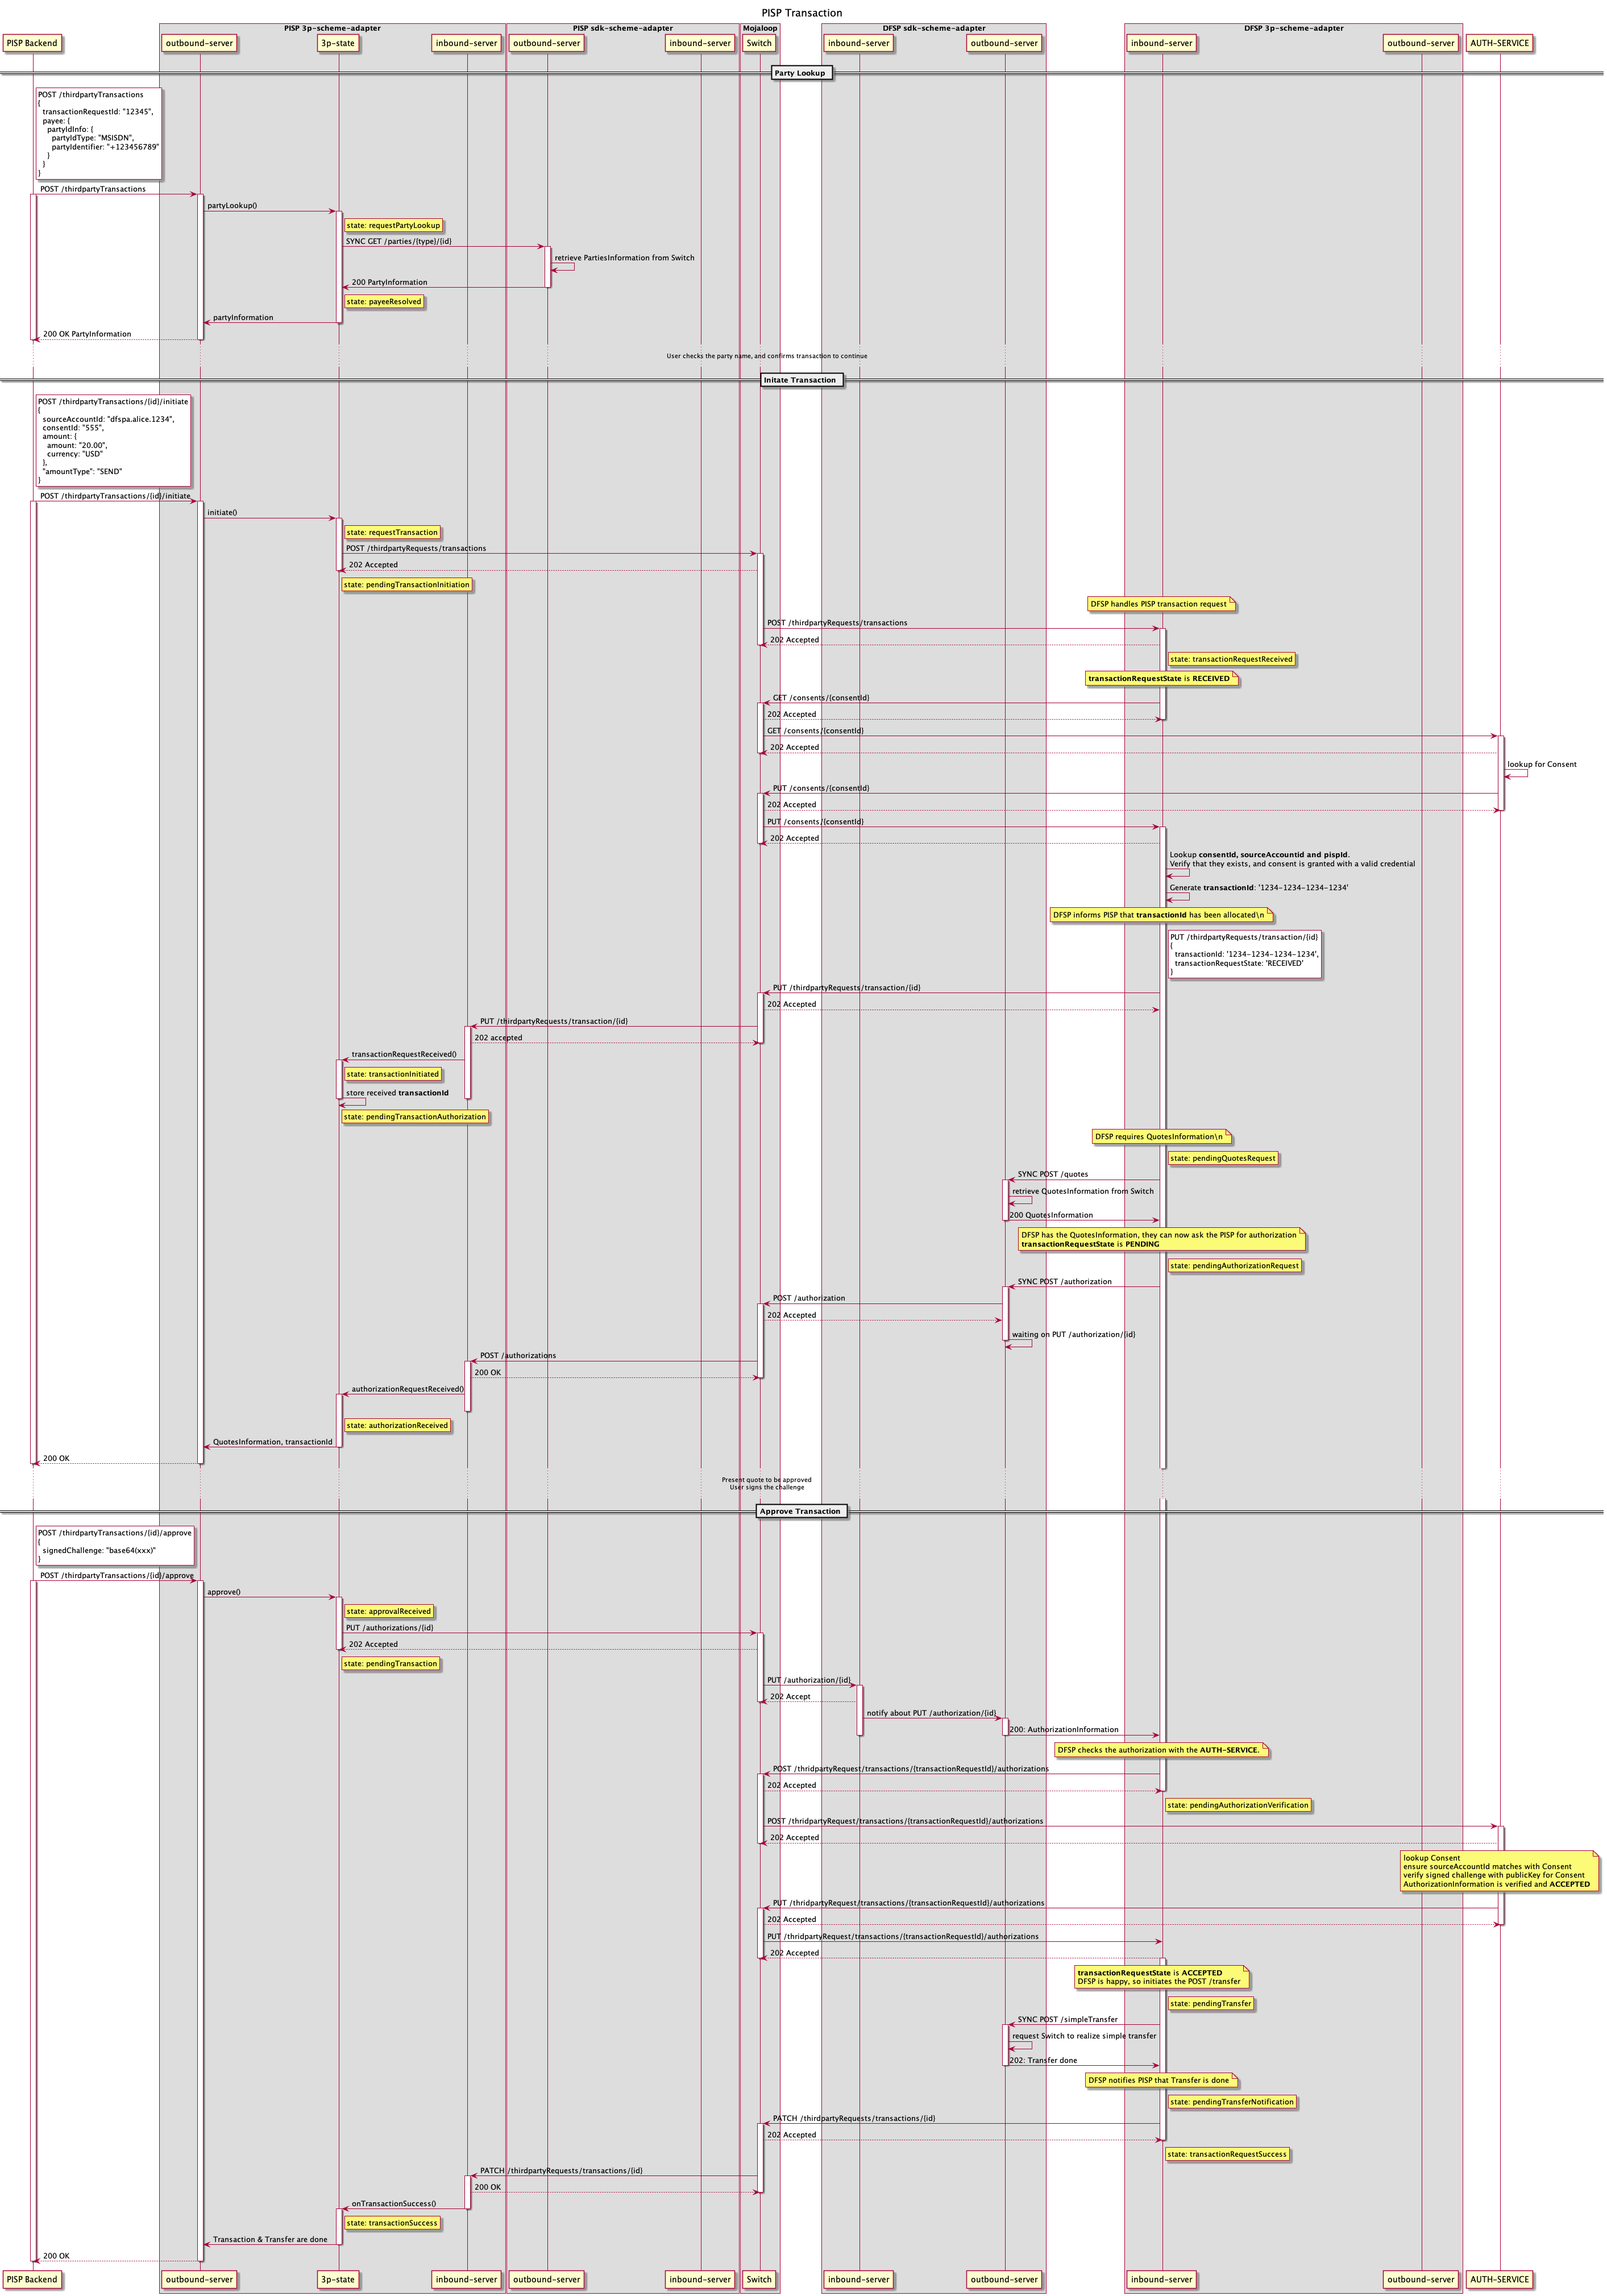 PISP Transaction
PISP 3p-scheme-adapter
PISP sdk-scheme-adapter
Mojaloop
DFSP sdk-scheme-adapter
DFSP 3p-scheme-adapter
PISP Backend
outbound-server
3p-state
inbound-server
outbound-server
inbound-server
Switch
inbound-server
outbound-server
inbound-server
outbound-server
AUTH-SERVICE
Party Lookup
POST /thirdpartyTransactions
{
transactionRequestId: "12345",
payee: {
partyIdInfo: {
partyIdType: "MSISDN",
partyIdentifier: "+123456789"
}
}
}
POST /thirdpartyTransactions
partyLookup()
state: requestPartyLookup
SYNC GET /parties/{type}/{id}
retrieve PartiesInformation from Switch
200 PartyInformation
state: payeeResolved
partyInformation
200 OK PartyInformation
User checks the party name, and confirms transaction to continue
Initate Transaction
POST /thirdpartyTransactions/{id}/initiate
{
sourceAccountId: "dfspa.alice.1234",
consentId: "555",
amount: {
amount: "20.00",
currency: "USD"
},
"amountType": "SEND"
}
POST /thirdpartyTransactions/{id}/initiate
initiate()
state: requestTransaction
POST /thirdpartyRequests/transactions
202 Accepted
state: pendingTransactionInitiation
DFSP handles PISP transaction request
POST /thirdpartyRequests/transactions
202 Accepted
state: transactionRequestReceived
transactionRequestState is RECEIVED
GET /consents/{consentId}
202 Accepted
GET /consents/{consentId}
202 Accepted
lookup for Consent
PUT /consents/{consentId}
202 Accepted
PUT /consents/{consentId}
202 Accepted
Lookup consentId, sourceAccountid and pispId.
Verify that they exists, and consent is granted with a valid credential
Generate transactionId: '1234-1234-1234-1234'
DFSP informs PISP that transactionId has been allocated\n
PUT /thirdpartyRequests/transaction/{id}
{
transactionId: '1234-1234-1234-1234',
transactionRequestState: 'RECEIVED'
}
PUT /thirdpartyRequests/transaction/{id}
202 Accepted
PUT /thirdpartyRequests/transaction/{id}
202 accepted
transactionRequestReceived()
state: transactionInitiated
store received transactionId
state: pendingTransactionAuthorization
DFSP requires QuotesInformation\n
state: pendingQuotesRequest
SYNC POST /quotes
retrieve QuotesInformation from Switch
200 QuotesInformation
DFSP has the QuotesInformation, they can now ask the PISP for authorization
transactionRequestState is PENDING
state: pendingAuthorizationRequest
SYNC POST /authorization
POST /authorization
202 Accepted
waiting on PUT /authorization/{id}
POST /authorizations
200 OK
authorizationRequestReceived()
state: authorizationReceived
QuotesInformation, transactionId
200 OK
Present quote to be approved
User signs the challenge
Approve Transaction
POST /thirdpartyTransactions/{id}/approve
{
signedChallenge: "base64(xxx)"
}
POST /thirdpartyTransactions/{id}/approve
approve()
state: approvalReceived
PUT /authorizations/{id}
202 Accepted
state: pendingTransaction
PUT /authorization/{id}
202 Accept
notify about PUT /authorization/{id}
200: AuthorizationInformation
DFSP checks the authorization with the AUTH-SERVICE.
POST /thridpartyRequest/transactions/{transactionRequestId}/authorizations
202 Accepted
state: pendingAuthorizationVerification
POST /thridpartyRequest/transactions/{transactionRequestId}/authorizations
202 Accepted
lookup Consent
ensure sourceAccountId matches with Consent
verify signed challenge with publicKey for Consent
AuthorizationInformation is verified and ACCEPTED
PUT /thridpartyRequest/transactions/{transactionRequestId}/authorizations
202 Accepted
PUT /thridpartyRequest/transactions/{transactionRequestId}/authorizations
202 Accepted
transactionRequestState is ACCEPTED
DFSP is happy, so initiates the POST /transfer
state: pendingTransfer
SYNC POST /simpleTransfer
request Switch to realize simple transfer
202: Transfer done
DFSP notifies PISP that Transfer is done
state: pendingTransferNotification
PATCH /thirdpartyRequests/transactions/{id}
202 Accepted
state: transactionRequestSuccess
PATCH /thirdpartyRequests/transactions/{id}
200 OK
onTransactionSuccess()
state: transactionSuccess
Transaction & Transfer are done
200 OK
PISP Backend
outbound-server
3p-state
inbound-server
outbound-server
inbound-server
Switch
inbound-server
outbound-server
inbound-server
outbound-server
AUTH-SERVICE